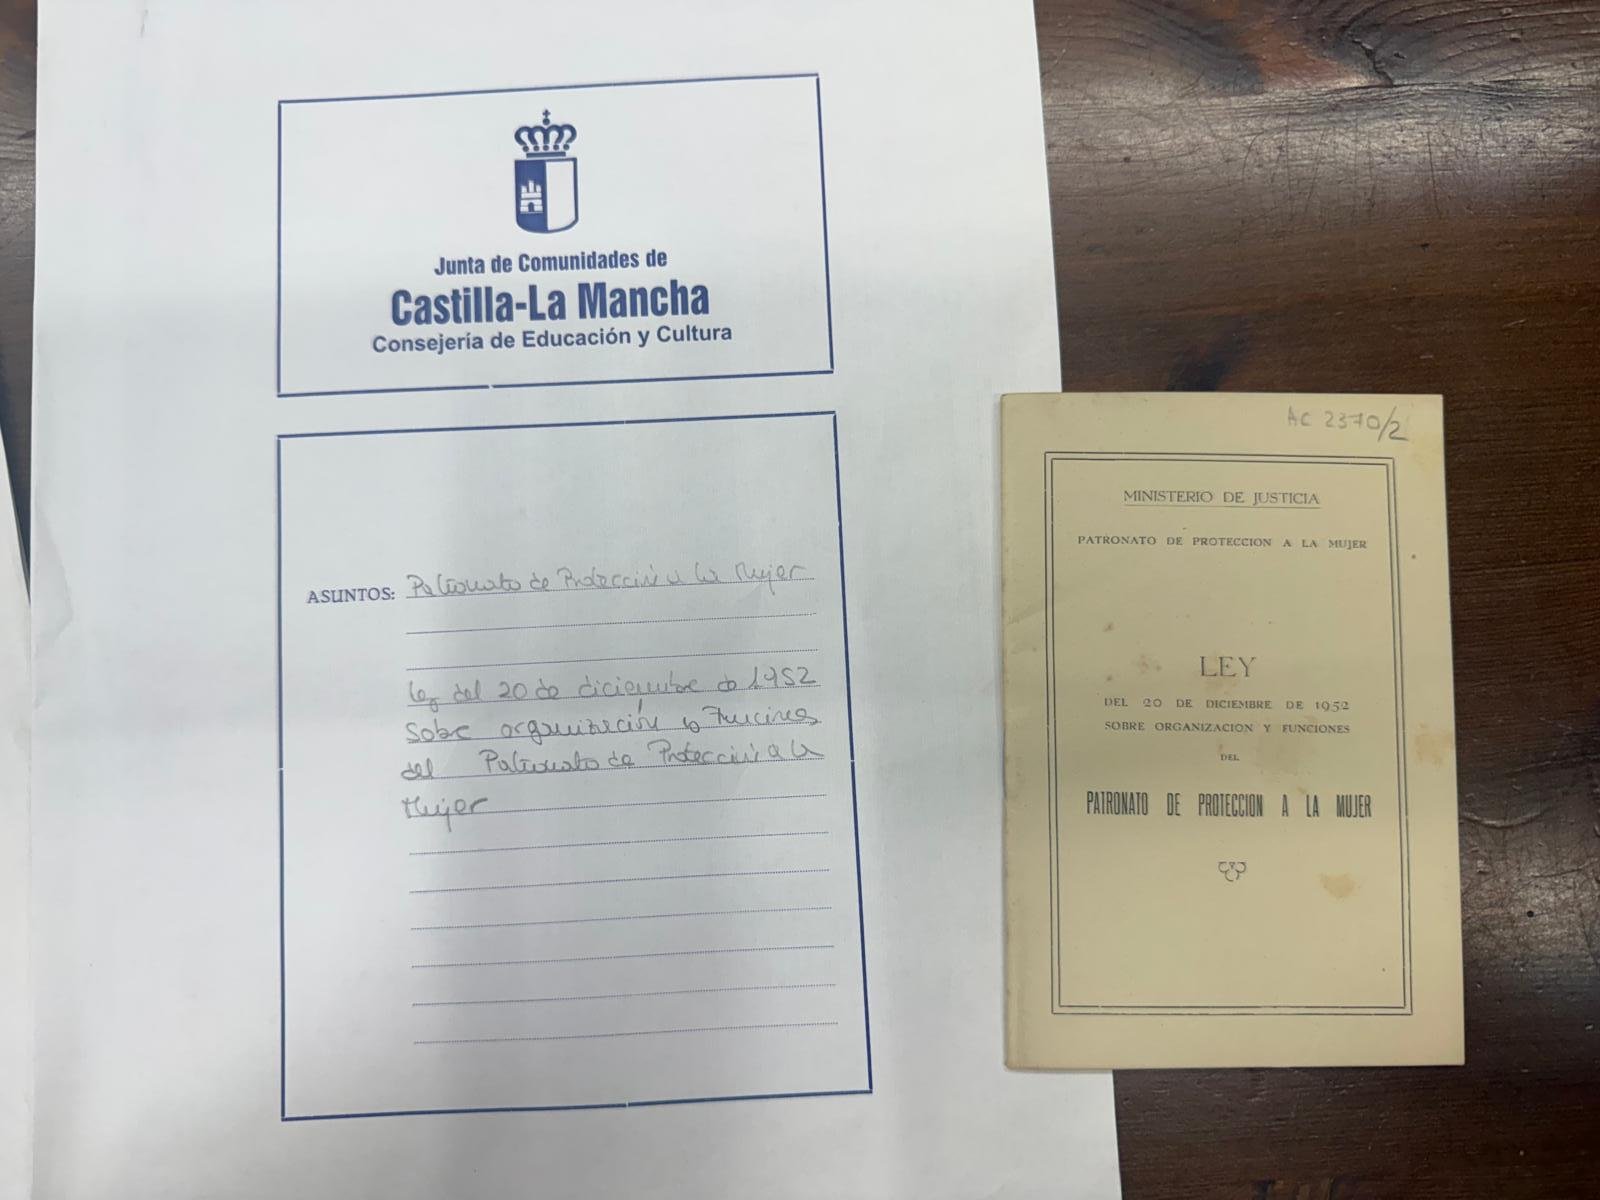 Junta de Comunidades de
Castilla-La Mancha
Consejería de Educación y Cultura
ASUNTOS: Patronato de Protección a la Mujer
Ley del 20 de diciembre de 1952
Sobre organización y Funciones
del Patronato de Protección a la
Mujer
AC 2370/2
MINISTERIO DE JUSTICIA
PATRONATO DE PROTECCION A LA MUJER
LEY
DEL 20 DE DICIEMBRE DE 1952
SOBRE ORGANIZACION Y FUNCIONES
DEL
PATRONATO DE PROTECCION A LA MUJER